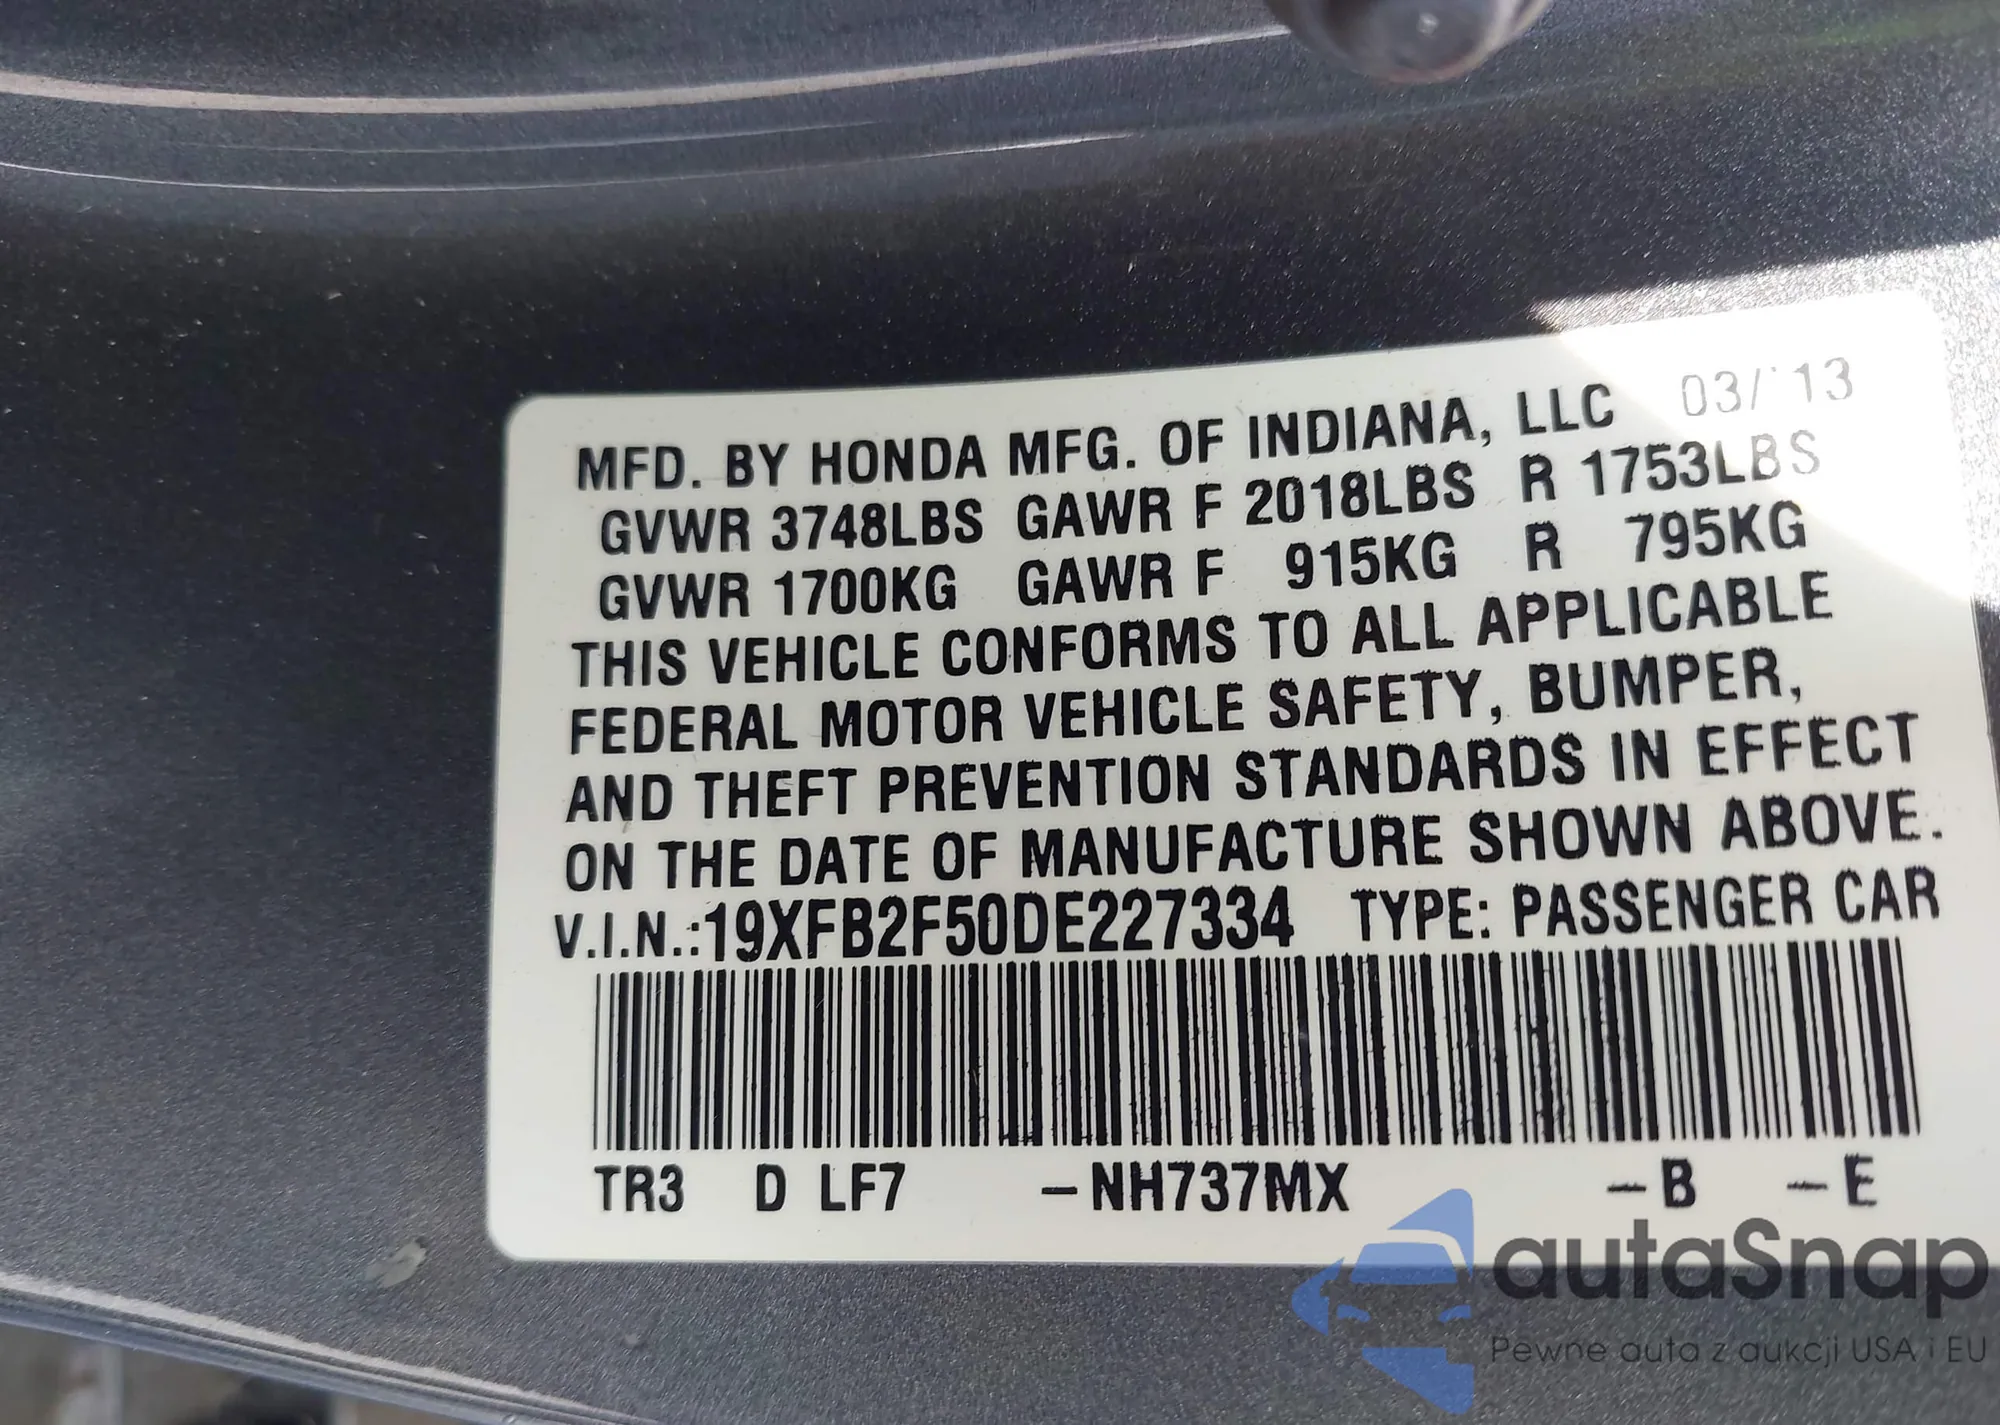 MFD. BY HONDA MFG. OF INDIANA, LLC 03/'13
GVWR 3748LBS GAWR F 2018LBS R 1753LBS
GVWR 1700KG GAWR F 915KG R 795KG
THIS VEHICLE CONFORMS TO ALL APPLICABLE
FEDERAL MOTOR VEHICLE SAFETY, BUMPER,
AND THEFT PREVENTION STANDARDS IN EFFECT
ON THE DATE OF MANUFACTURE SHOWN ABOVE.
V.I.N.:19XFB2F50DE227334 TYPE: PASSENGER CAR
TR3 D LF7 -NH737MX -B -E
autaSnap
Pewne auta z aukcji USA i EU